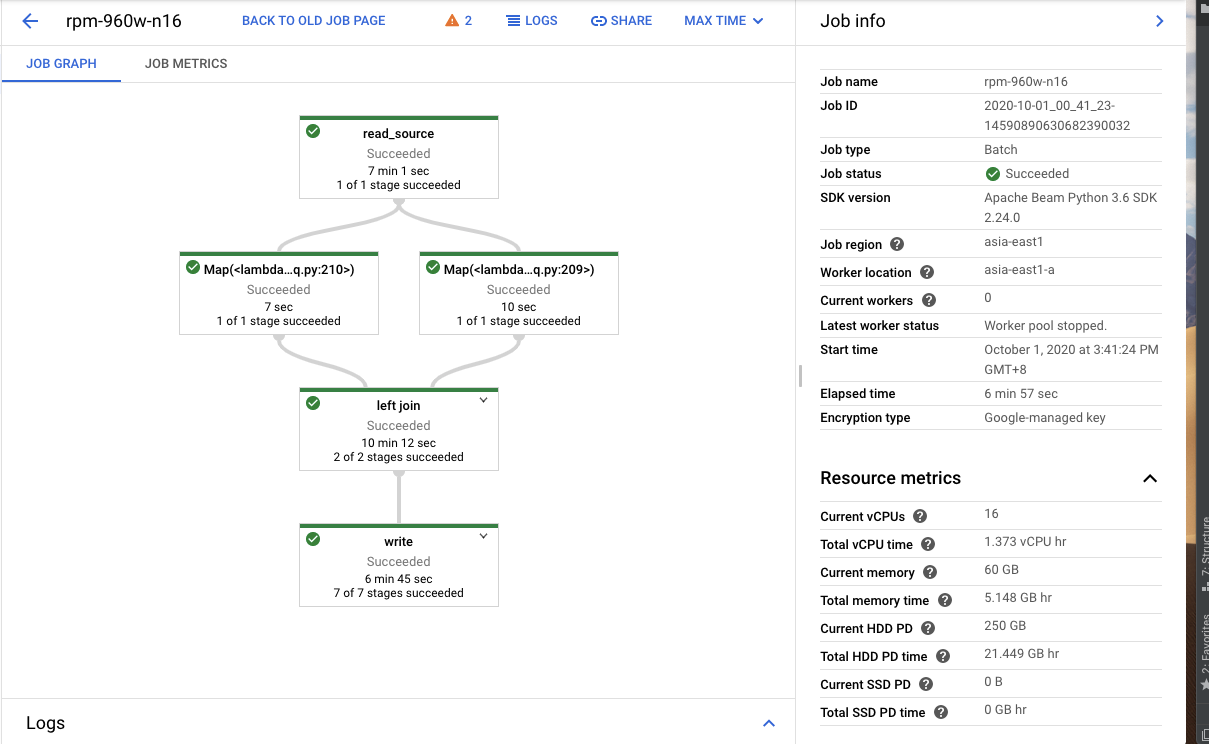 rpm-960w-n16
BACK TO OLD JOB PAGE
2
LOGS
SHARE
MAX TIME
JOB GRAPH
JOB METRICS
read_source
Succeeded
7 min 1 sec
1 of 1 stage succeeded
Map(<lambda...q.py:210>)
Succeeded
7 sec
1 of 1 stage succeeded
Map(<lambda...q.py:209>)
Succeeded
10 sec
1 of 1 stage succeeded
left join
Succeeded
10 min 12 sec
2 of 2 stages succeeded
write
Succeeded
6 min 45 sec
7 of 7 stages succeeded
Logs
Job info
Job name rpm-960w-n16
Job ID 2020-10-01_00_41_23-
14590890630682390032
Job type Batch
Job status Succeeded
SDK version Apache Beam Python 3.6 SDK
2.24.0
Job region ? asia-east1
Worker location ? asia-east1-a
Current workers ? 0
Latest worker status Worker pool stopped.
Start time October 1, 2020 at 3:41:24 PM
GMT+8
Elapsed time 6 min 57 sec
Encryption type Google-managed key
Resource metrics
Current vCPUs ? 16
Total vCPU time ? 1.373 vCPU hr
Current memory ? 60 GB
Total memory time ? 5.148 GB hr
Current HDD PD ? 250 GB
Total HDD PD time ? 21.449 GB hr
Current SSD PD ? 0 B
Total SSD PD time ? 0 GB hr
7: Structure
2: Favorites